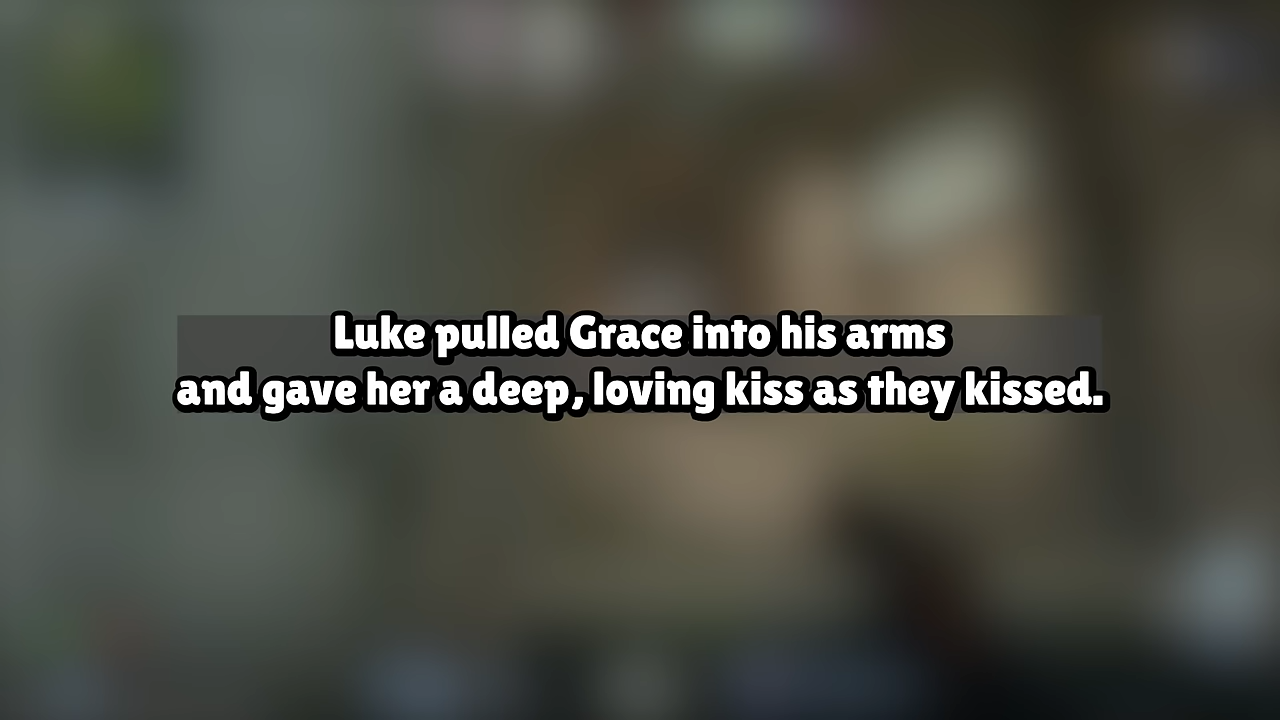 Luke pulled Grace into his arms
and gave her a deep, loving kiss as they kissed.